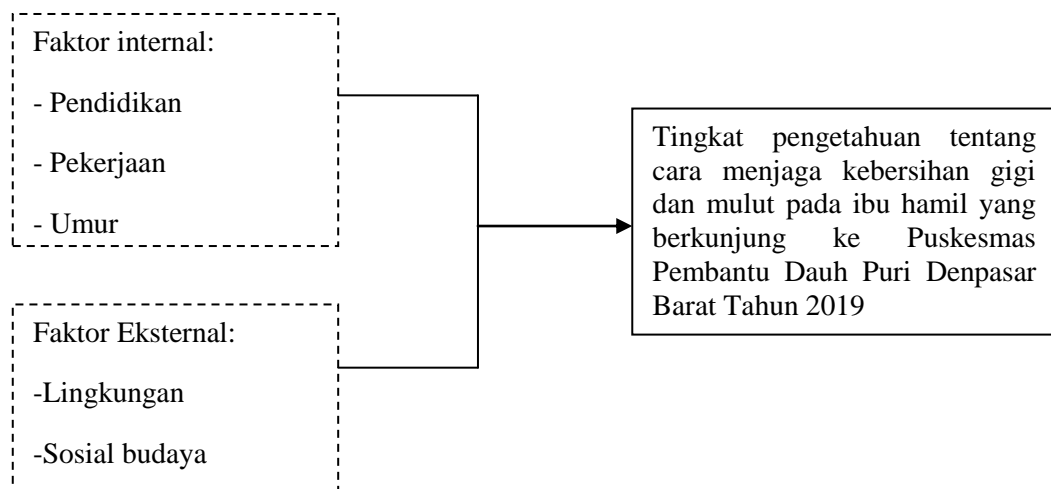 Faktor internal:
- Pendidikan
- Pekerjaan
- Umur
Tingkat pengetahuan tentang
cara menjaga kebersihan gigi
dan mulut pada ibu hamil yang
berkunjung ke Puskesmas
Pembantu Dauh Puri Denpasar
Barat Tahun 2019
Faktor Eksternal:
-Lingkungan
-Sosial budaya